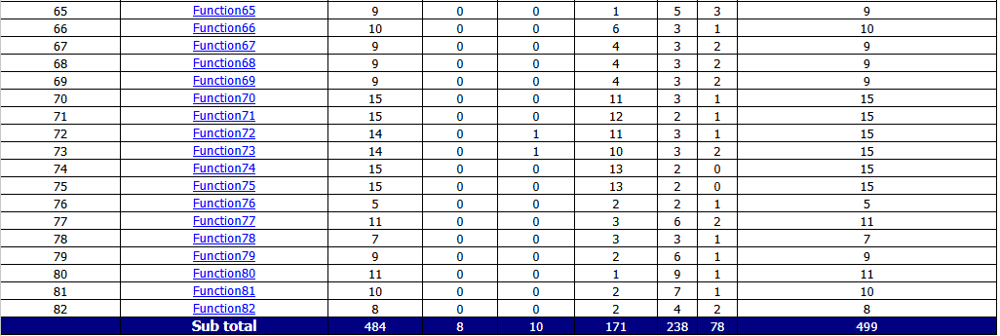 65 Function65 9 0 0 1 5 3 9
66 Function66 10 0 0 6 3 1 10
67 Function67 9 0 0 4 3 2 9
68 Function68 9 0 0 4 3 2 9
69 Function69 9 0 0 4 3 2 9
70 Function70 15 0 0 11 3 1 15
71 Function71 15 0 0 12 2 1 15
72 Function72 14 0 1 11 3 1 15
73 Function73 14 0 1 10 3 2 15
74 Function74 15 0 0 13 2 0 15
75 Function75 15 0 0 13 2 0 15
76 Function76 5 0 0 2 2 1 5
77 Function77 11 0 0 3 6 2 11
78 Function78 7 0 0 3 3 1 7
79 Function79 9 0 0 2 6 1 9
80 Function80 11 0 0 1 9 1 11
81 Function81 10 0 0 2 7 1 10
82 Function82 8 0 0 2 4 2 8
Sub total 484 8 10 171 238 78 499